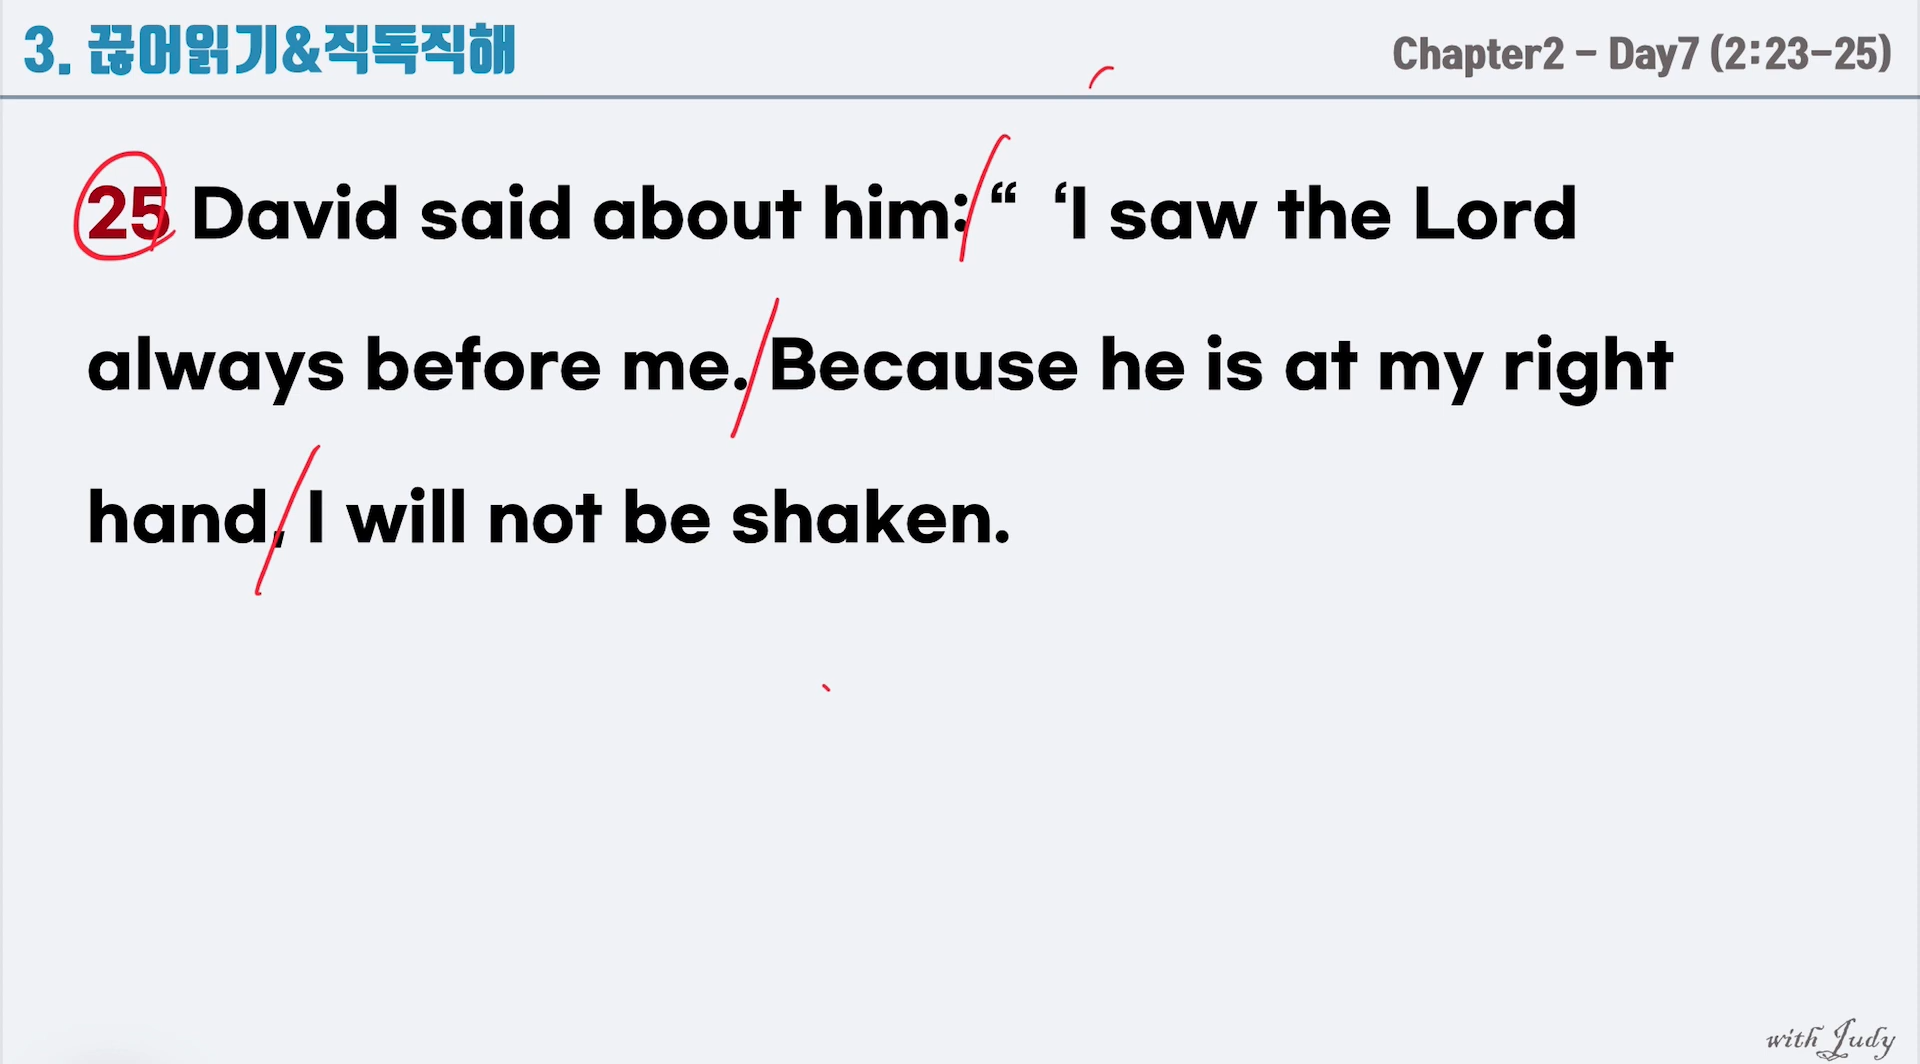 3. 끊어읽기&직독직해
Chapter2 - Day7 (2:23-25)
25 David said about him: “ ‘I saw the Lord
always before me. Because he is at my right
hand, I will not be shaken.
with Judy